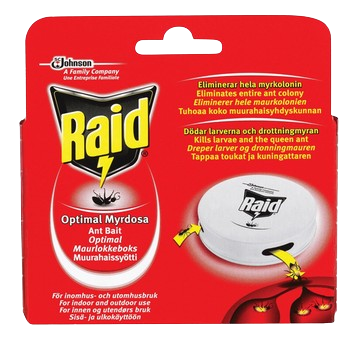 Johnson
A Family Company
Une Entreprise Familiale
Raid®
Optimal Myrdosa
Ant Bait
Optimal
Maurlokkeboks
Muurahaissyötti
För inomhus- och utomhusbruk
For indoor and outdoor use
For innen og utendørs bruk
Sisä- ja ulkokäyttöön
Eliminerar hela myrkolonin
Eliminates entire ant colony
Eliminerer hele maurkolonien
Tuhoaa koko muurahaisyhdyskunnan
Dödar larverna och drottningmyran
Kills larvae and the queen ant
Dreper larver og dronningmauren
Tappaa toukat ja kuningattaren
Raid